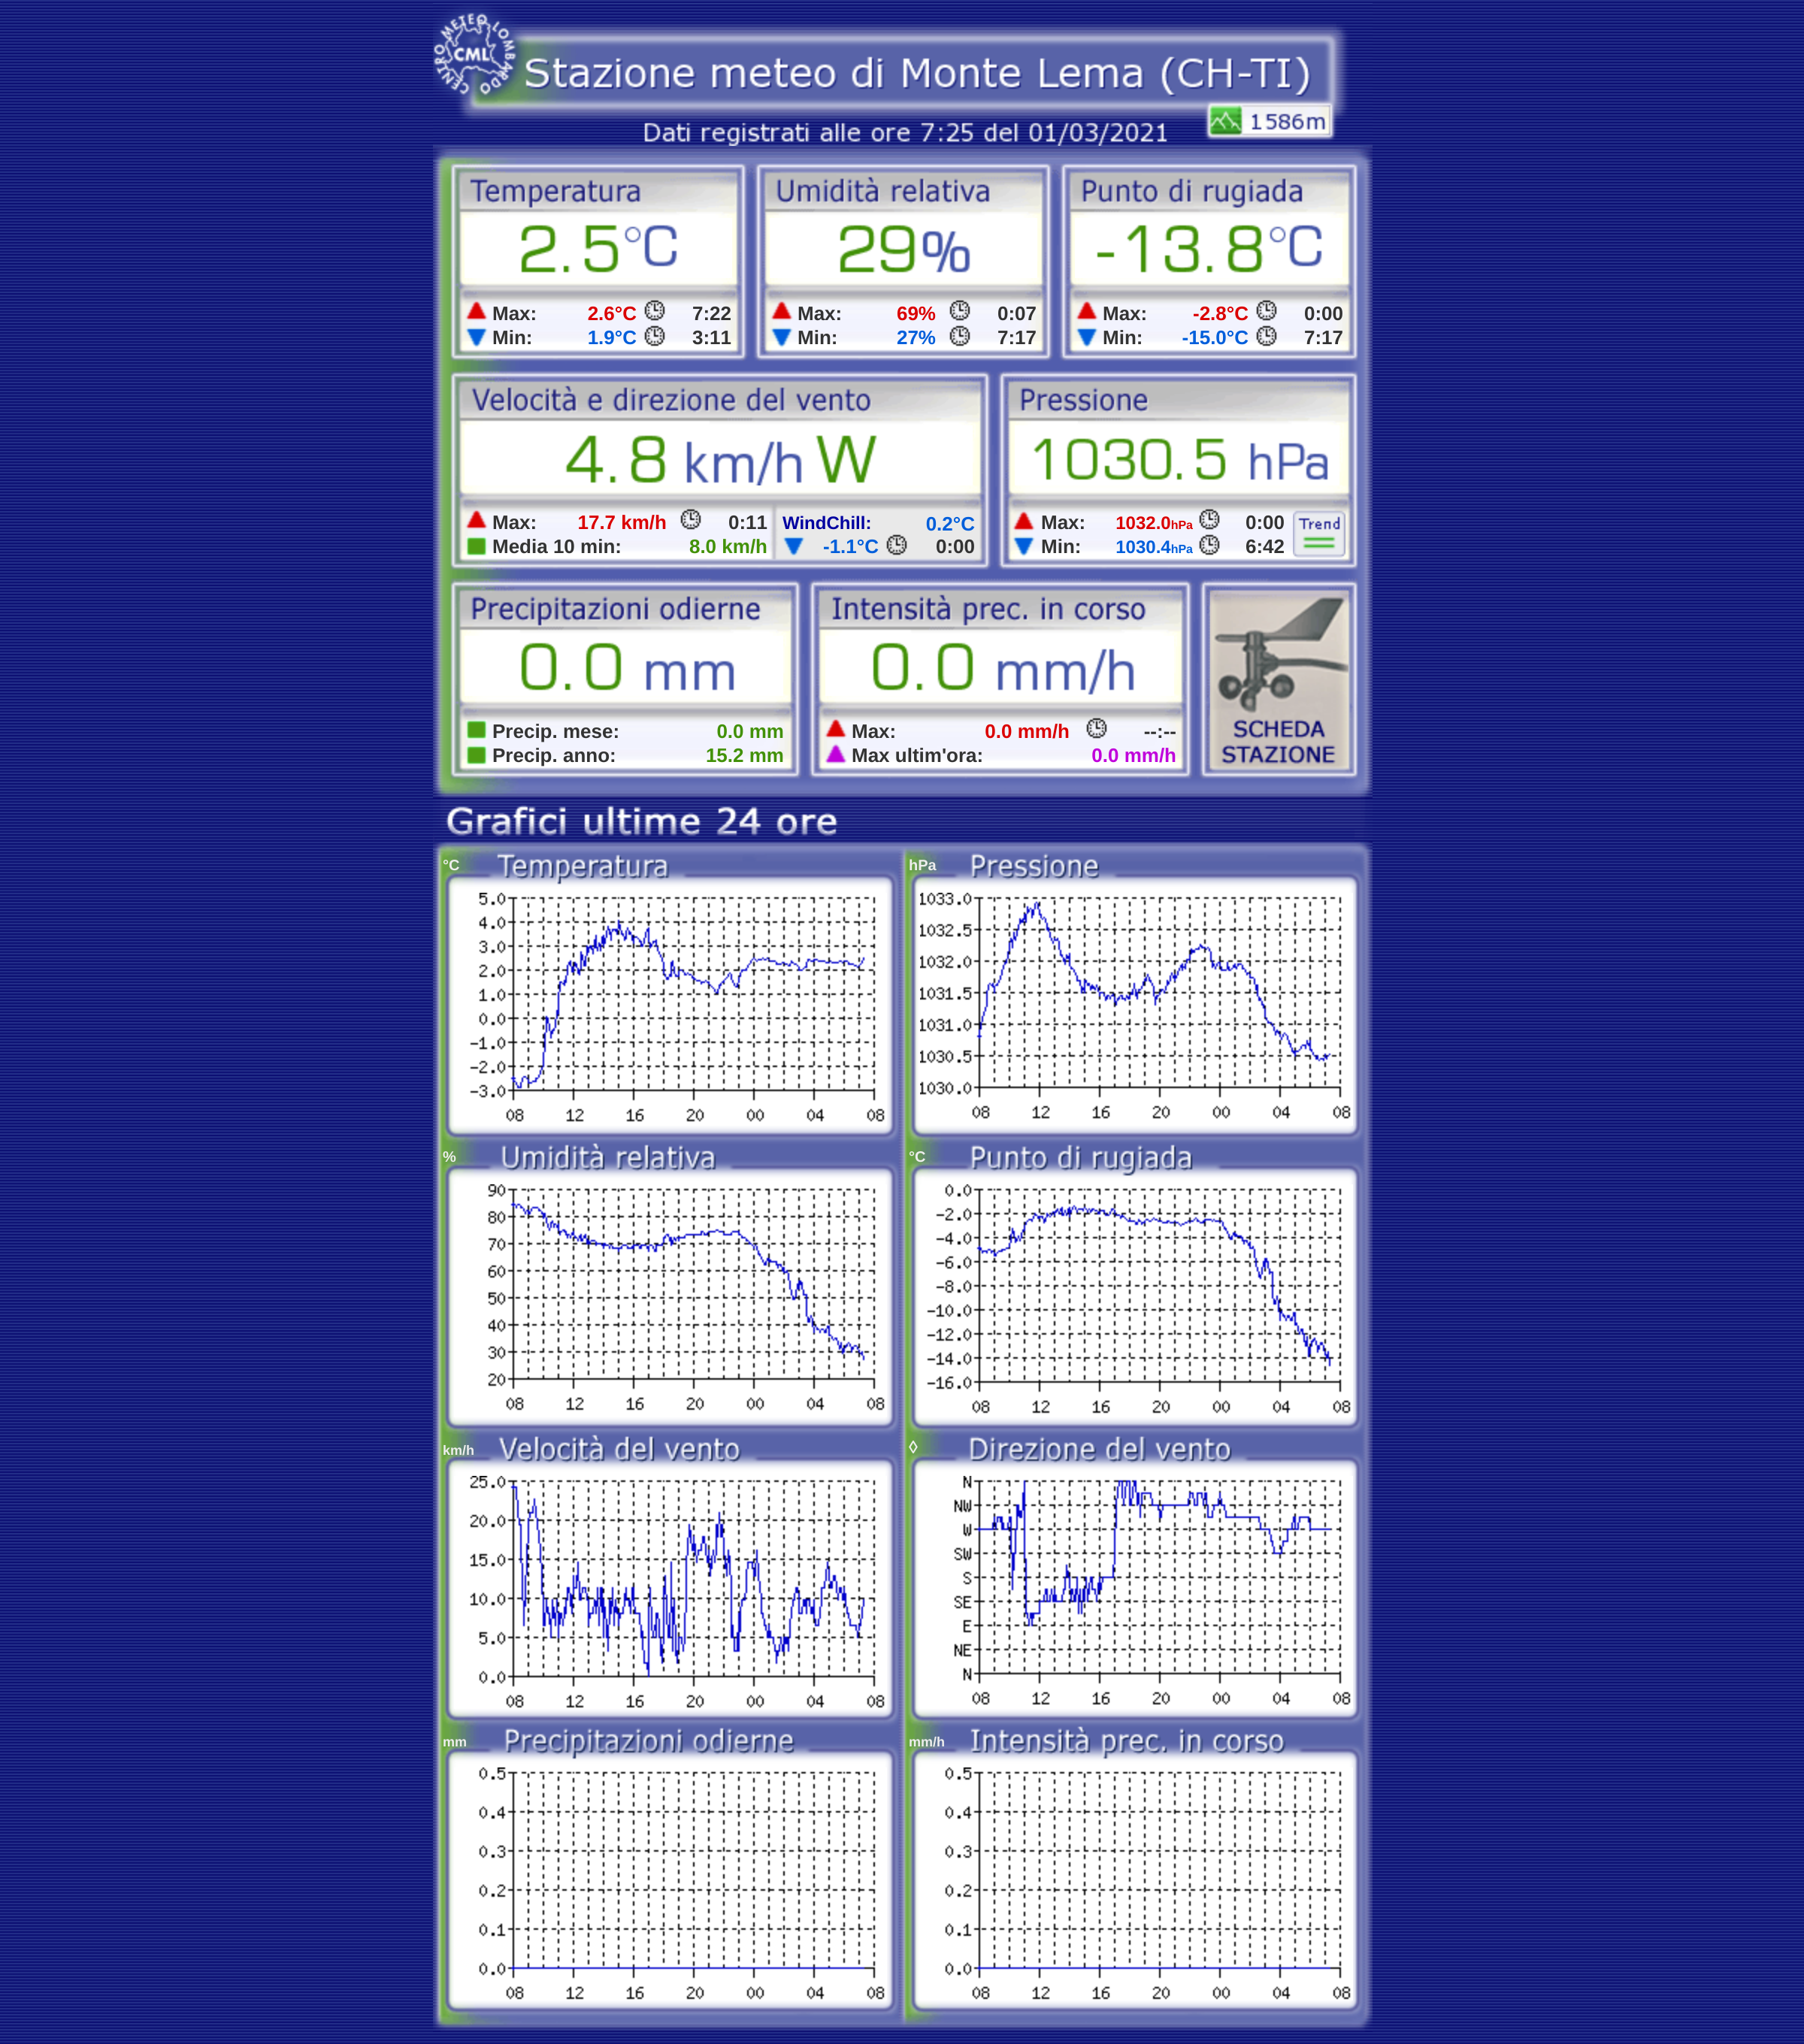 CENTRO METEO LOMBARDO
CML
Stazione meteo di Monte Lema (CH-TI)
1586m
Dati registrati alle ore 7:25 del 01/03/2021
Temperatura Umidità relativa Punto di rugiada
2.5°C 29% -13.8°C
Max: 2.6°C 7:22 Max: 69% 0:07 Max: -2.8°C 0:00
Min: 1.9°C 3:11 Min: 27% 7:17 Min: -15.0°C 7:17
Velocità e direzione del vento Pressione
4.8 km/h W 1030.5 hPa
Max: 17.7 km/h 0:11 WindChill: 0.2°C Max: 1032.0hPa 0:00 Trend
Media 10 min: 8.0 km/h -1.1°C 0:00 Min: 1030.4hPa 6:42
Precipitazioni odierne Intensità prec. in corso
0.0 mm 0.0 mm/h
Precip. mese: 0.0 mm Max: 0.0 mm/h --:-- SCHEDA
Precip. anno: 15.2 mm Max ultim'ora: 0.0 mm/h STAZIONE
Grafici ultime 24 ore
°C Temperatura
5.0
4.0
3.0
2.0
1.0
0.0
-1.0
-2.0
-3.0
08 12 16 20 00 04 08
hPa Pressione
1033.0
1032.5
1032.0
1031.5
1031.0
1030.5
1030.0
08 12 16 20 00 04 08
% Umidità relativa
90
80
70
60
50
40
30
20
08 12 16 20 00 04 08
°C Punto di rugiada
0.0
-2.0
-4.0
-6.0
-8.0
-10.0
-12.0
-14.0
-16.0
08 12 16 20 00 04 08
km/h Velocità del vento
25.0
20.0
15.0
10.0
5.0
0.0
08 12 16 20 00 04 08
◊ Direzione del vento
N
NW
W
SW
S
SE
E
NE
N
08 12 16 20 00 04 08
mm Precipitazioni odierne
0.5
0.4
0.3
0.2
0.1
0.0
08 12 16 20 00 04 08
mm/h Intensità prec. in corso
0.5
0.4
0.3
0.2
0.1
0.0
08 12 16 20 00 04 08